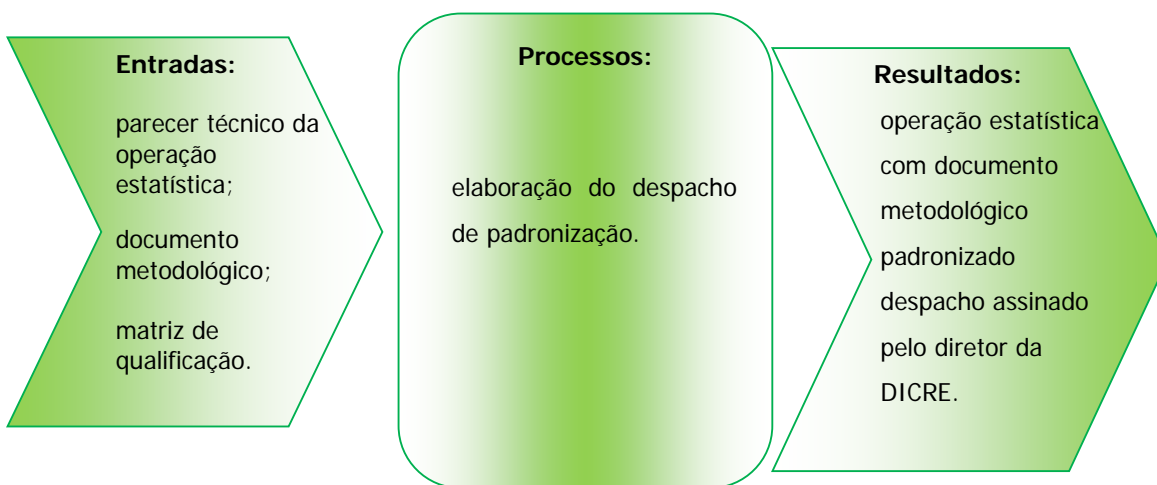 Entradas:
parecer técnico da
operação
estatística;
documento
metodológico;
matriz de
qualificação.
Processos:
elaboração do despacho
de padronização.
Resultados:
operação estatística
com documento
metodológico
padronizado
despacho assinado
pelo diretor da
DICRE.